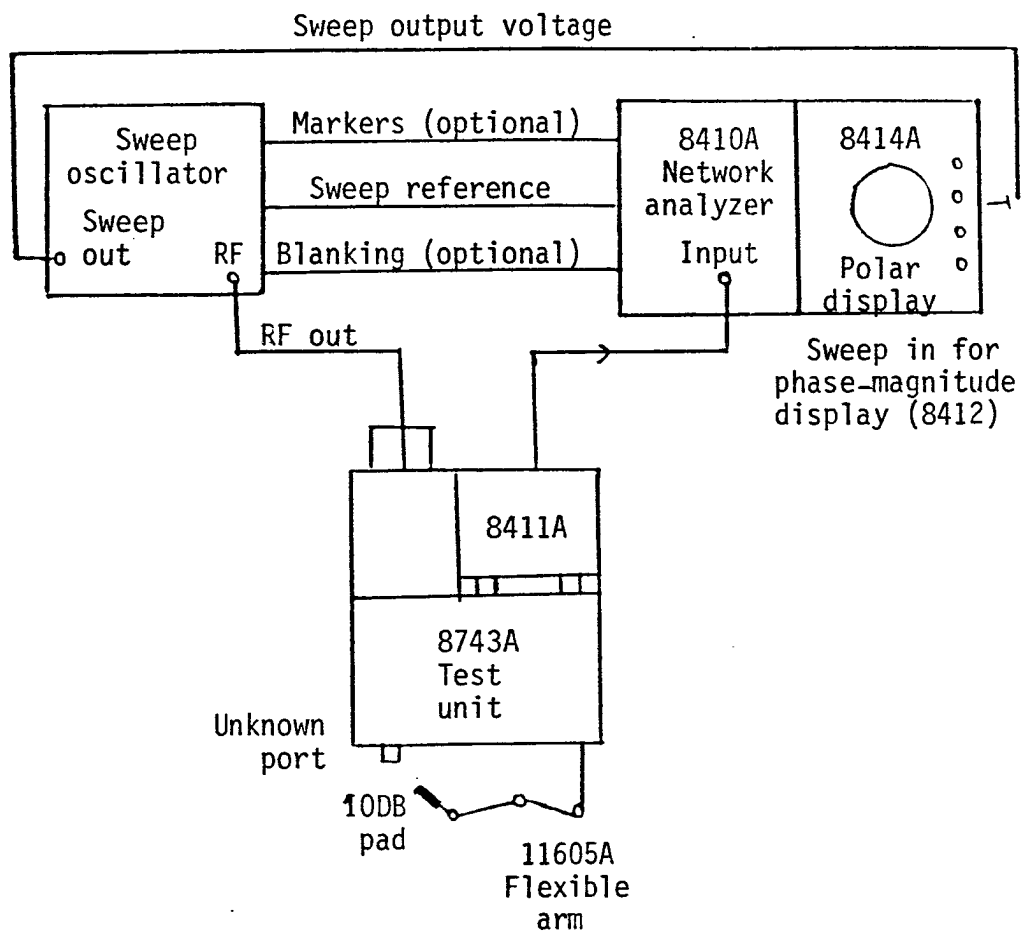 Sweep output voltage
Sweep
oscillator
Sweep
out
RF
Markers (optional)
Sweep reference
Blanking (optional)
8410A
Network
analyzer
Input
8414A
Polar
display
RF out
Sweep in for
phase-magnitude
display (8412)
8411A
8743A
Test
unit
Unknown
port
10DB
pad
11605A
Flexible
arm